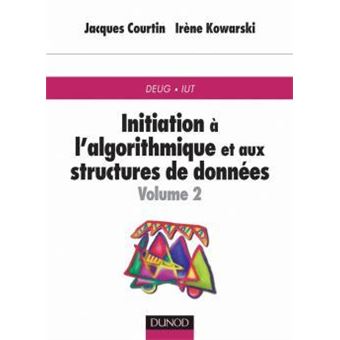 Jacques Courtin Irène Kowarski
DEUG • IUT
Initiation à
l'algorithmique et aux
structures de données
Volume 2
DUNOD